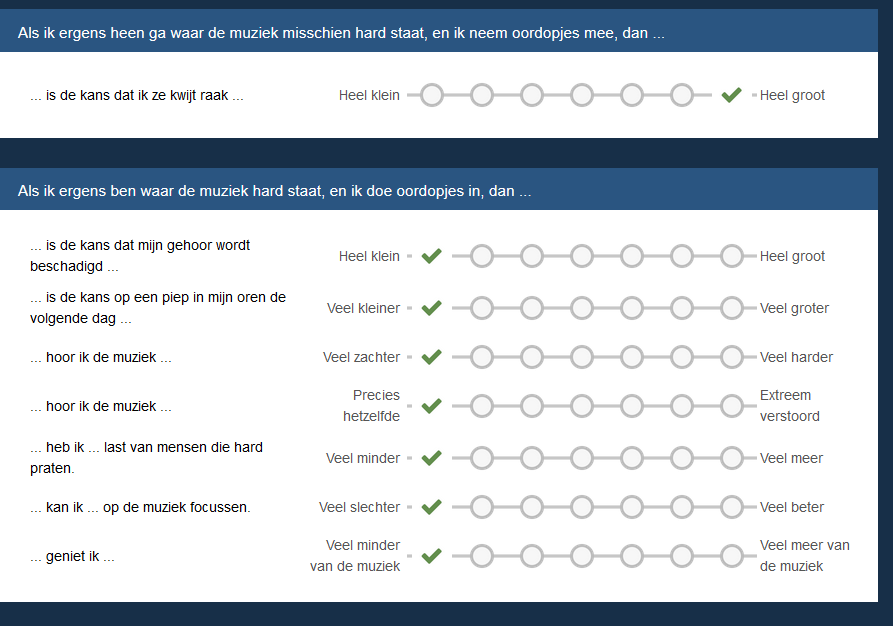 Als ik ergens heen ga waar de muziek misschien hard staat, en ik neem oordopjes mee, dan ...
... is de kans dat ik ze kwijt raak ...
Heel klein
Heel groot
Als ik ergens ben waar de muziek hard staat, en ik doe oordopjes in, dan ...
... is de kans dat mijn gehoor wordt
beschadigd ...
Heel klein
Heel groot
... is de kans op een piep in mijn oren de
volgende dag ...
Veel kleiner
Veel groter
... hoor ik de muziek ...
Veel zachter
Veel harder
... hoor ik de muziek ...
Precies
hetzelfde
Extreem
verstoord
... heb ik ... last van mensen die hard
praten.
Veel minder
Veel meer
... kan ik ... op de muziek focussen.
Veel slechter
Veel beter
... geniet ik ...
Veel minder
van de muziek
Veel meer van
de muziek